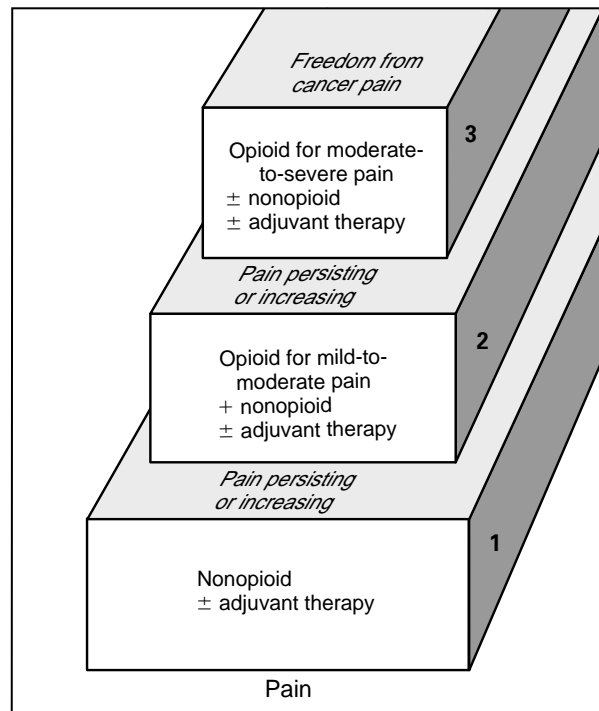 Freedom from
cancer pain
3
Opioid for moderate-
to-severe pain
± nonopioid
± adjuvant therapy
Pain persisting
or increasing
2
Opioid for mild-to-
moderate pain
+ nonopioid
± adjuvant therapy
Pain persisting
or increasing
1
Nonopioid
± adjuvant therapy
Pain